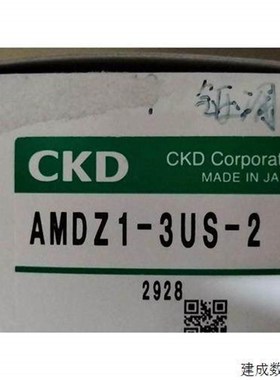 CKD
CKD Corporat
MADE IN JA
AMDZ1-3US-2
2928
建成数